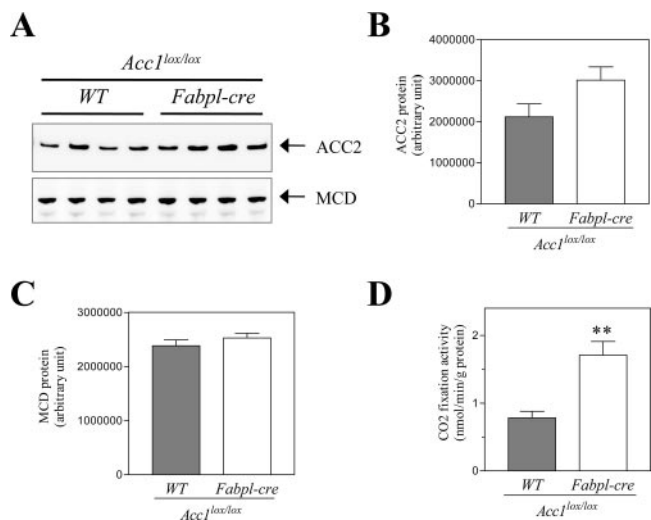 A
Acc1lox/lox
WT Fabpl-cre
ACC2
MCD
B
4000000
3000000
2000000
1000000
0
ACC2 protein
(arbitrary unit)
WT Fabpl-cre
Acc1lox/lox
C
3000000
2000000
1000000
0
MCD protein
(arbitrary unit)
WT Fabpl-cre
Acc1lox/lox
D
2
1
0
CO2 fixation activity
(nmol/min/g protein)
**
WT Fabpl-cre
Acc1lox/lox